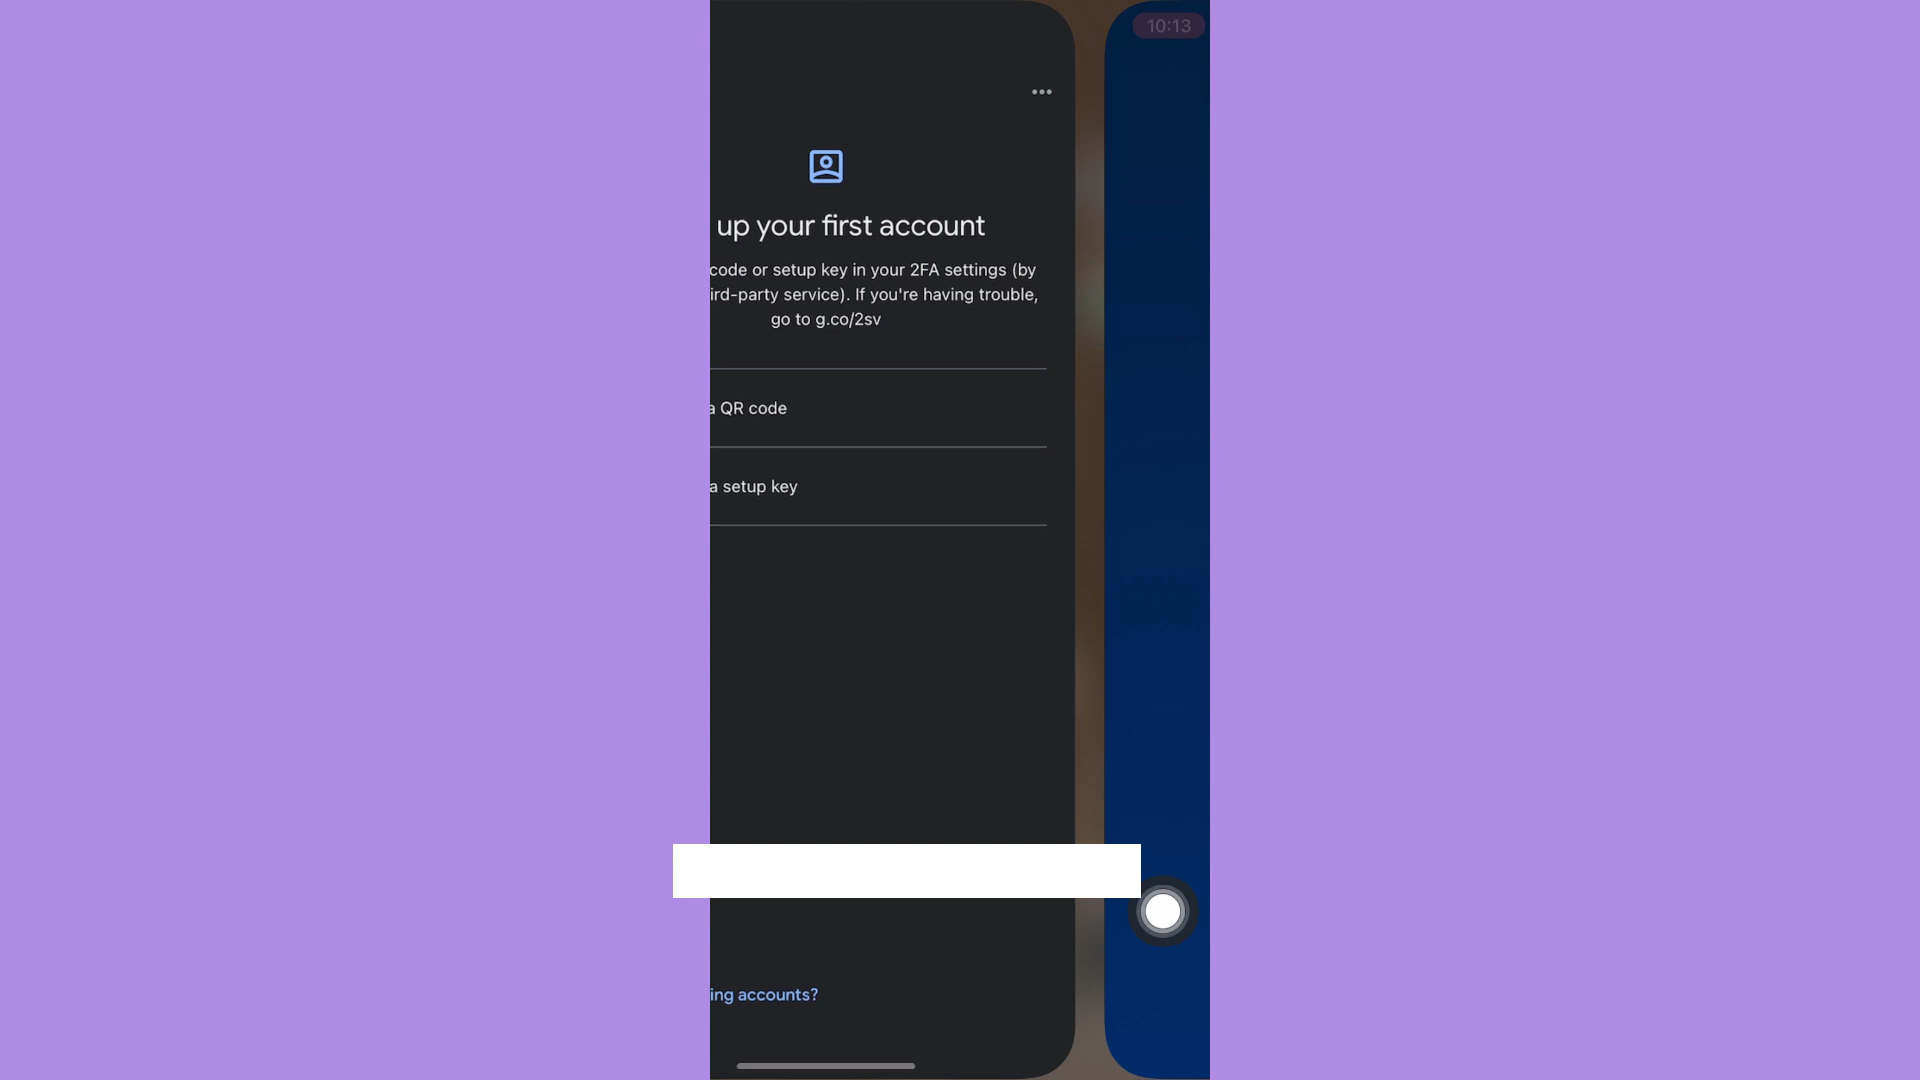 10:13
up your first account
code or setup key in your 2FA settings (by
ird-party service). If you're having trouble,
go to g.co/2sv
a QR code
a setup key
ing accounts?